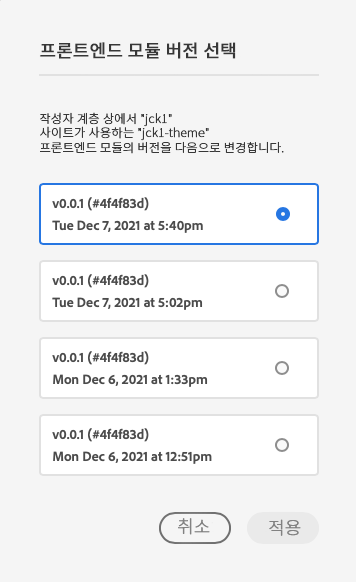 프론트엔드 모듈 버전 선택
작성자 계층 상에서 "jck1"
사이트가 사용하는 "jck1-theme"
프론트엔드 모듈의 버전을 다음으로 변경합니다.
v0.0.1 (#4f4f83d)
Tue Dec 7, 2021 at 5:40pm
v0.0.1 (#4f4f83d)
Tue Dec 7, 2021 at 5:02pm
v0.0.1 (#4f4f83d)
Mon Dec 6, 2021 at 1:33pm
v0.0.1 (#4f4f83d)
Mon Dec 6, 2021 at 12:51pm
취소 적용